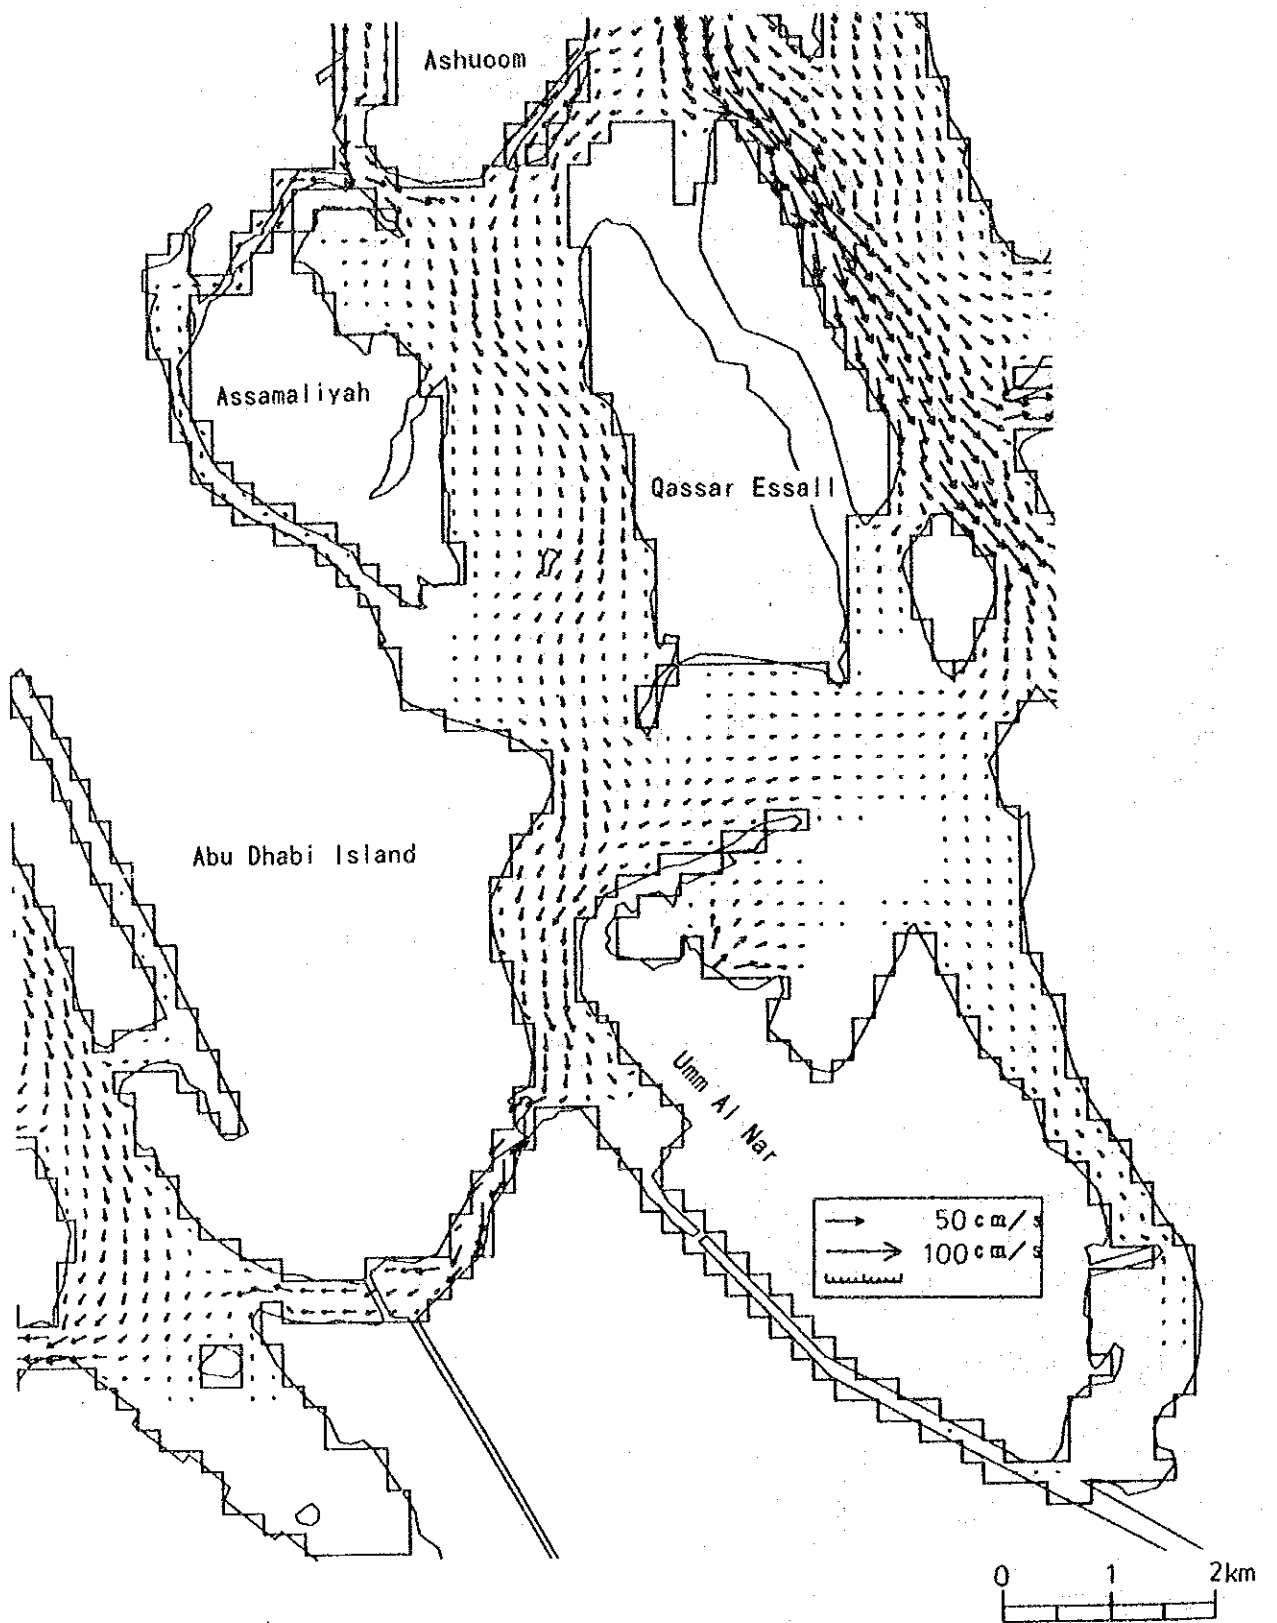 Ashuoom
Assamaliyah
Qassar Essall
Abu Dhabi Island
Umm Al Nar
50 cm/s
100 cm/s
0 1 2km